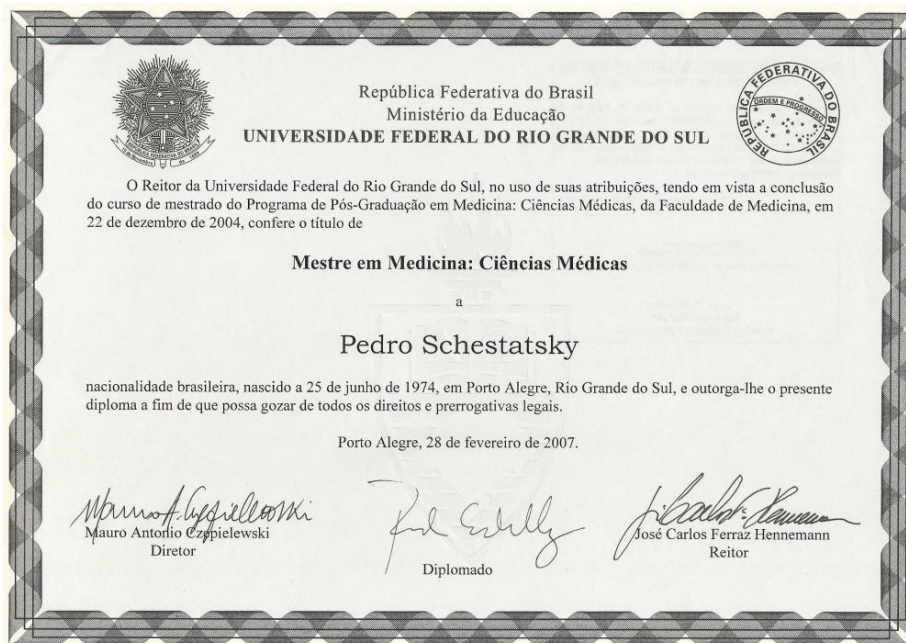 República Federativa do Brasil
Ministério da Educação
UNIVERSIDADE FEDERAL DO RIO GRANDE DO SUL
REPUBLICA FEDERATIVA DO BRASIL
ORDEM E PROGRESSO
O Reitor da Universidade Federal do Rio Grande do Sul, no uso de suas atribuições, tendo em vista a conclusão
do curso de mestrado do Programa de Pós-Graduação em Medicina: Ciências Médicas, da Faculdade de Medicina, em
22 de dezembro de 2004, confere o título de
Mestre em Medicina: Ciências Médicas
a
Pedro Schestatsky
nacionalidade brasileira, nascido a 25 de junho de 1974, em Porto Alegre, Rio Grande do Sul, e outorga-lhe o presente
diploma a fim de que possa gozar de todos os direitos e prerrogativas legais.
Porto Alegre, 28 de fevereiro de 2007.
Mauro Antonio Czepielewski
Diretor
Diplomado
José Carlos Ferraz Hennemann
Reitor